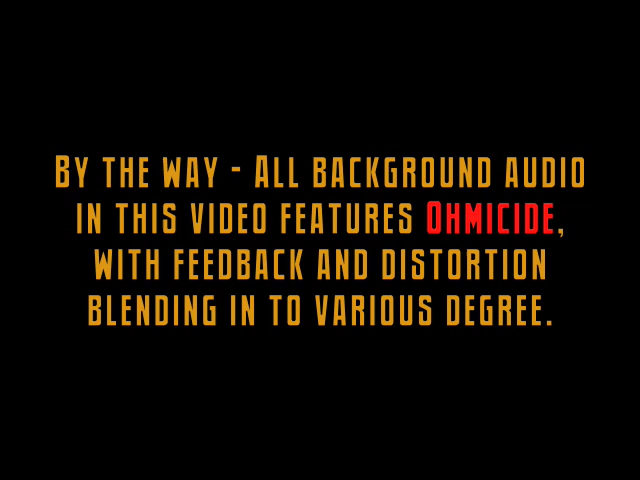 By the way - All background audio
in this video features Ohmicide,
with feedback and distortion
blending in to various degree.